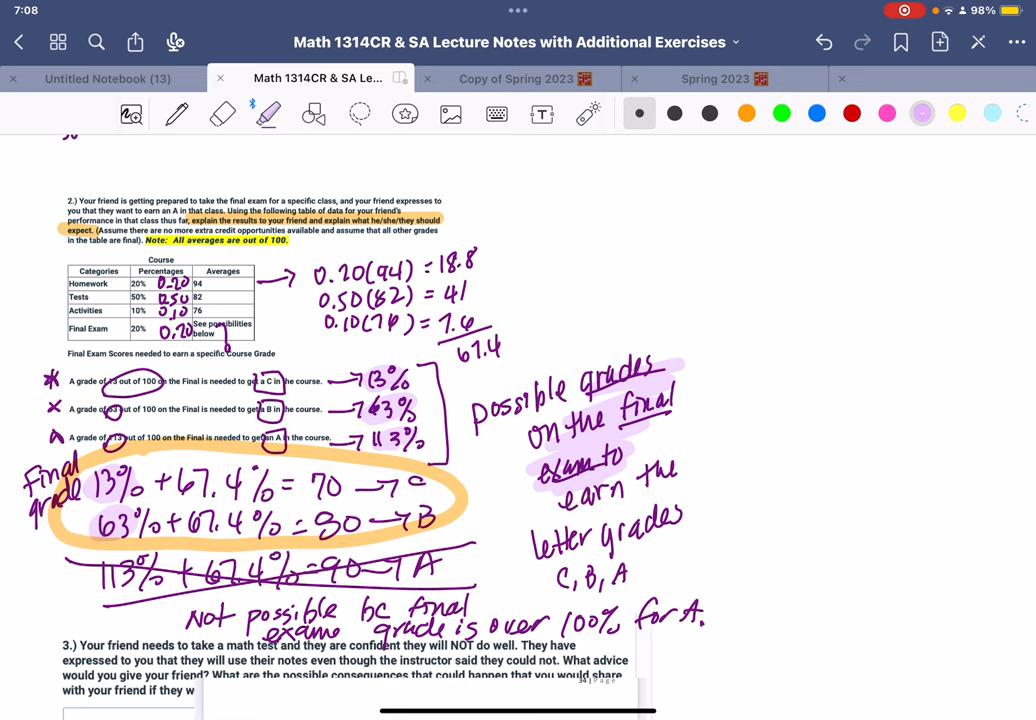 7:08
98%
Math 1314CR & SA Lecture Notes with Additional Exercises
Untitled Notebook (13)
Math 1314CR & SA Le...
Copy of Spring 2023
Spring 2023
2.) Your friend is getting prepared to take the final exam for a specific class, and your friend expresses to
you that they want to earn an A in that class. Using the following table of data for your friend's
performance in that class thus far, explain the results to your friend and explain what he/she/they should
expect. (Assume there are no more extra credit opportunities available and assume that all other grades
in the table are final). Note: All averages are out of 100.
Course
Categories Percentages Averages
Homework 20% 0.20 94
Tests 50% 0.50 82
Activities 10% 0.10 76
Final Exam 20% 0.20 See possibilities
below
0.20(94) = 18.8
0.50(82) = 41
0.10(76) = 7.6
67.4
Final Exam Scores needed to earn a specific Course Grade
A grade of 13 out of 100 on the Final is needed to get a C in the course. → 13%
A grade of 63 out of 100 on the Final is needed to get a B in the course. → 63%
A grade of 113 out of 100 on the Final is needed to get an A in the course. → 113%
possible grades
on the final
exam to
earn the
letter grades
C, B, A
Final
grade
13% + 67.4% = 70 → C
63% + 67.4% = 80 → B
113% + 67.4% = 90 → A
Not possible bc final
exam grade is over 100% for A.
3.) Your friend needs to take a math test and they are confident they will NOT do well. They have
expressed to you that they will use their notes even though the instructor said they could not. What advice
would you give your friend? What are the possible consequences that could happen that you would share
with your friend if they w
34 | Page